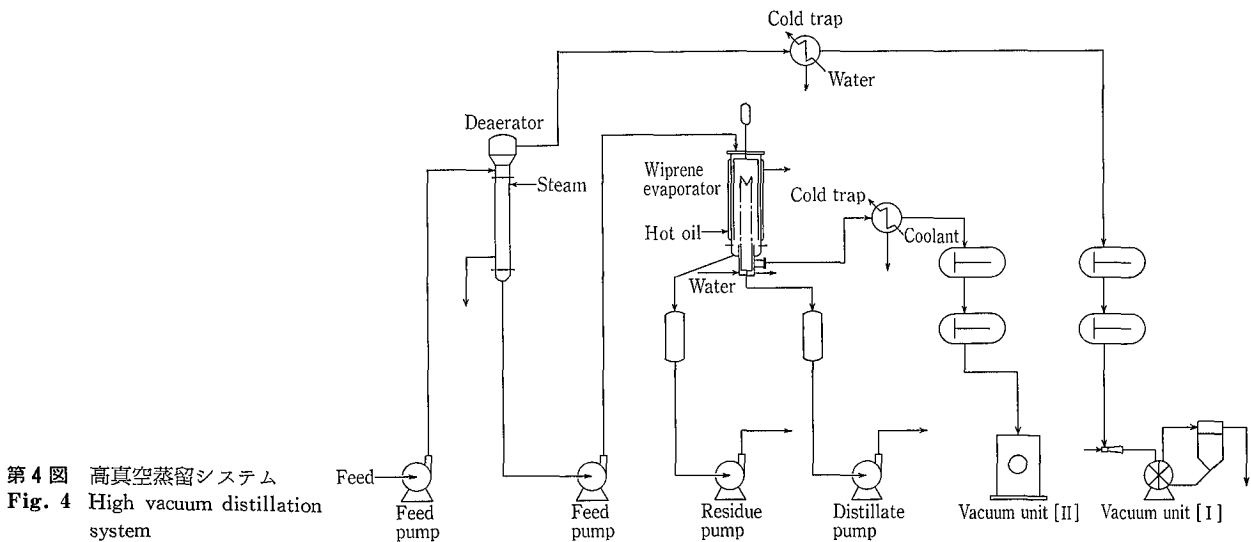 Cold trap
Water
Deaerator
Steam
Wiprene
evaporator
Hot oil
Water
Cold trap
Coolant
Feed
Feed
pump
Feed
pump
Residue
pump
Distillate
pump
Vacuum unit [II]
Vacuum unit [I]
第4図 高真空蒸留システム
Fig. 4 High vacuum distillation
system